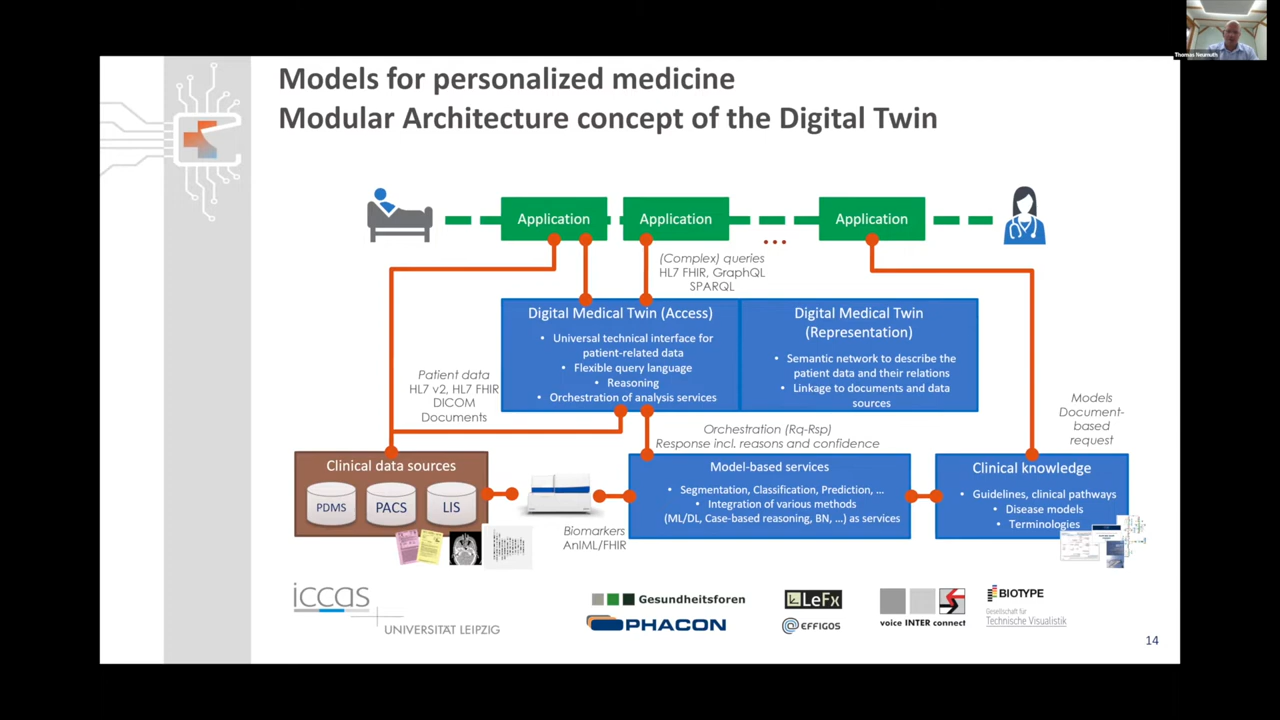 Thomas Neumuth
Models for personalized medicine
Modular Architecture concept of the Digital Twin
Application
Application
Application
...
(Complex) queries
HL7 FHIR, GraphQL
SPARQL
Digital Medical Twin (Access)
• Universal technical interface for
patient-related data
• Flexible query language
• Reasoning
• Orchestration of analysis services
Digital Medical Twin
(Representation)
• Semantic network to describe the
patient data and their relations
• Linkage to documents and data
sources
Patient data
HL7 v2, HL7 FHIR
DICOM
Documents
Models
Document-
based
request
Orchestration (Rq-Rsp)
Response incl. reasons and confidence
Clinical data sources
PDMS
PACS
LIS
Biomarkers
AnIML/FHIR
Model-based services
• Segmentation, Classification, Prediction, ...
• Integration of various methods
(ML/DL, Case-based reasoning, BN, ...) as services
Clinical knowledge
• Guidelines, clinical pathways
• Disease models
• Terminologies
iccas
UNIVERSITÄT LEIPZIG
Gesundheitsforen
PHACON
LeFx
@EFFIGOS
voice INTER connect
BIOTYPE
Gesellschaft für
Technische Visualistik
14